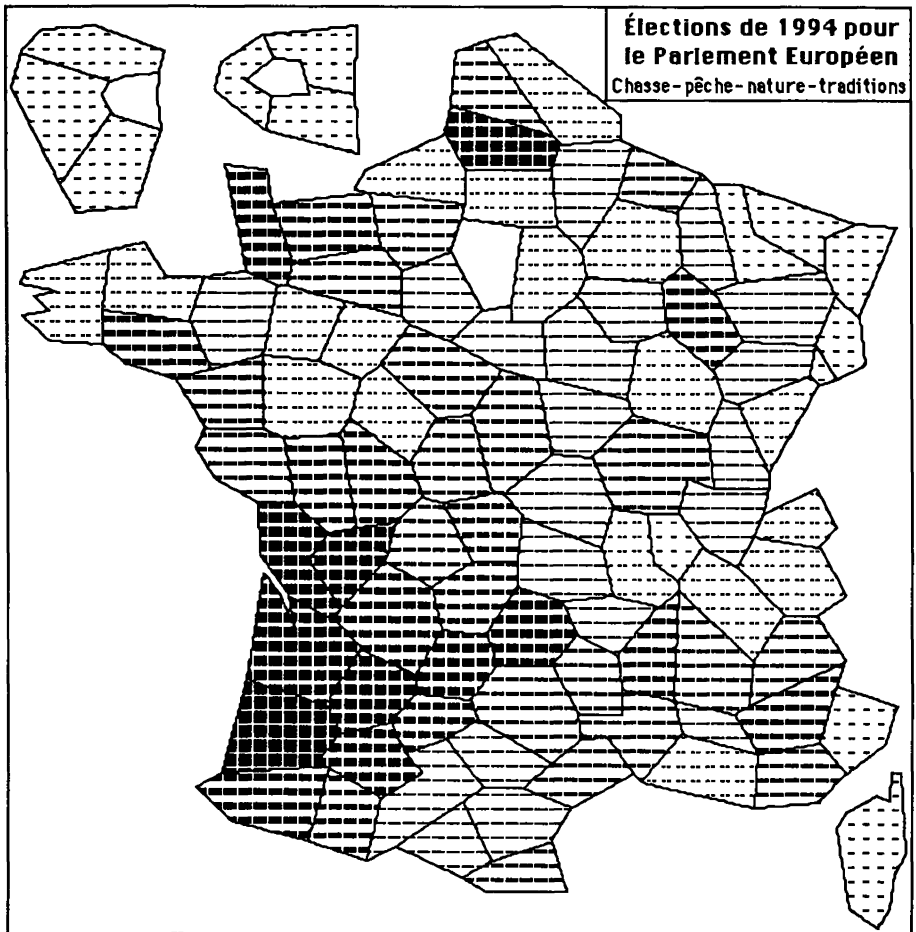 Élections de 1994 pour
le Parlement Européen
Chasse-pêche-nature-traditions